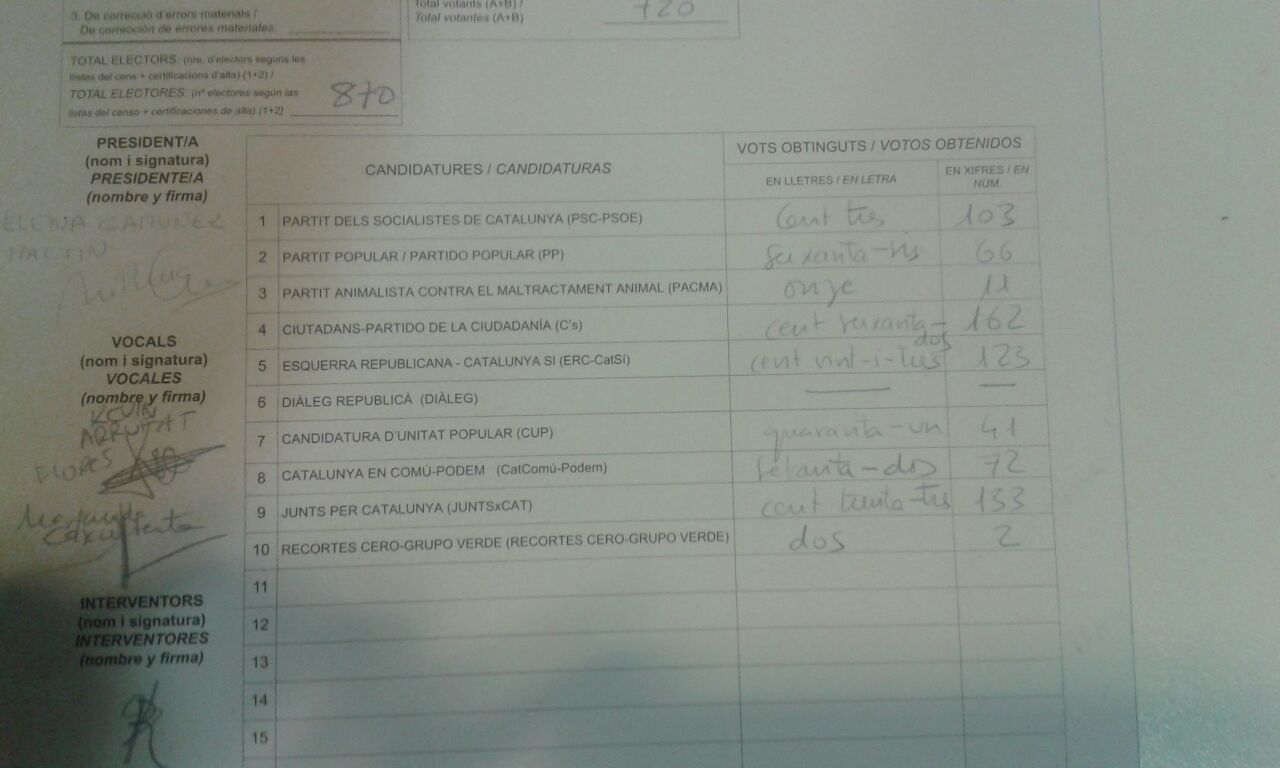 3. De correcció d'errors materials /
De corrección de errores materiales:
Total votants (A+B) /
Total votantes (A+B)
720
TOTAL ELECTORS: (nre. d'electors segons les
llistes del cens + certificacions d'alta) (1+2) /
TOTAL ELECTORES: (nº electores según las
listas del censo + certificaciones de alta) (1+2)
870
PRESIDENT/A
(nom i signatura)
PRESIDENTE/A
(nombre y firma)
ELENA
MARTIN
VOCALS
(nom i signatura)
VOCALES
(nombre y firma)
KEVIN
FLORES
INTERVENTORS
(nom i signatura)
INTERVENTORES
(nombre y firma)
CANDIDATURES / CANDIDATURAS
VOTS OBTINGUTS / VOTOS OBTENIDOS
EN LLETRES / EN LETRA
EN XIFRES / EN NÚM.
1 PARTIT DELS SOCIALISTES DE CATALUNYA (PSC-PSOE) Cent tres 103
2 PARTIT POPULAR / PARTIDO POPULAR (PP) seixanta-sis 66
3 PARTIT ANIMALISTA CONTRA EL MALTRACTAMENT ANIMAL (PACMA) onze 11
4 CIUTADANS-PARTIDO DE LA CIUDADANÍA (C's) cent seixanta-dos 162
5 ESQUERRA REPUBLICANA - CATALUNYA SI (ERC-CatSí) cent vint-i-tres 123
6 DIÀLEG REPUBLICÀ (DIÀLEG) — —
7 CANDIDATURA D'UNITAT POPULAR (CUP) quaranta-un 41
8 CATALUNYA EN COMÚ-PODEM (CatComú-Podem) setanta-dos 72
9 JUNTS PER CATALUNYA (JUNTSxCAT) cent trenta-tres 133
10 RECORTES CERO-GRUPO VERDE (RECORTES CERO-GRUPO VERDE) dos 2
11
12
13
14
15